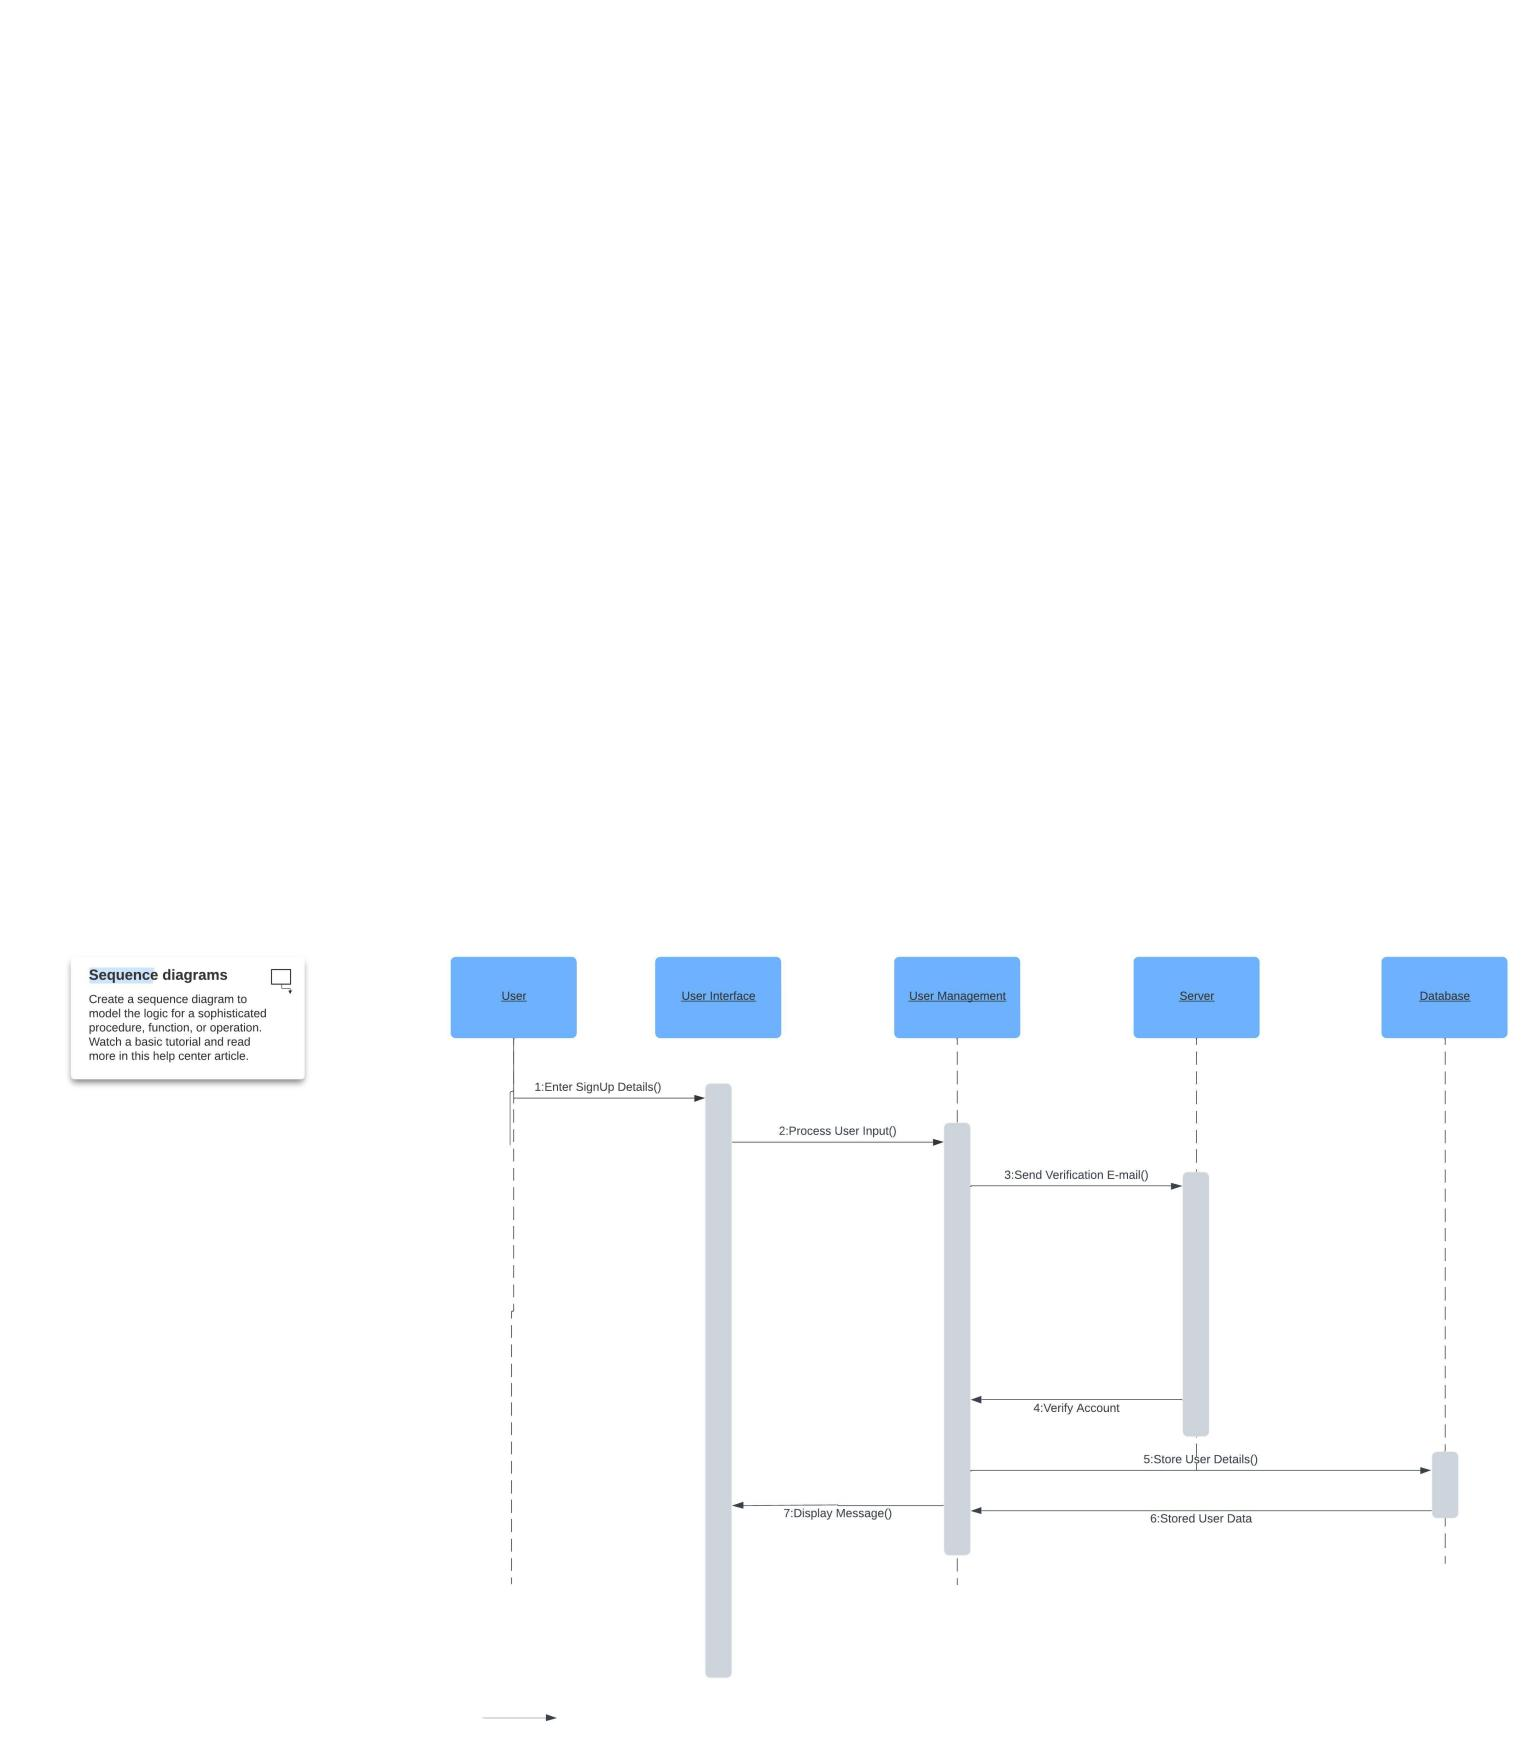 Sequence diagrams
Create a sequence diagram to
model the logic for a sophisticated
procedure, function, or operation.
Watch a basic tutorial and read
more in this help center article.
User
User Interface
User Management
Server
Database
1:Enter SignUp Details()
2:Process User Input()
3:Send Verification E-mail()
4:Verify Account
5:Store User Details()
7:Display Message()
6:Stored User Data